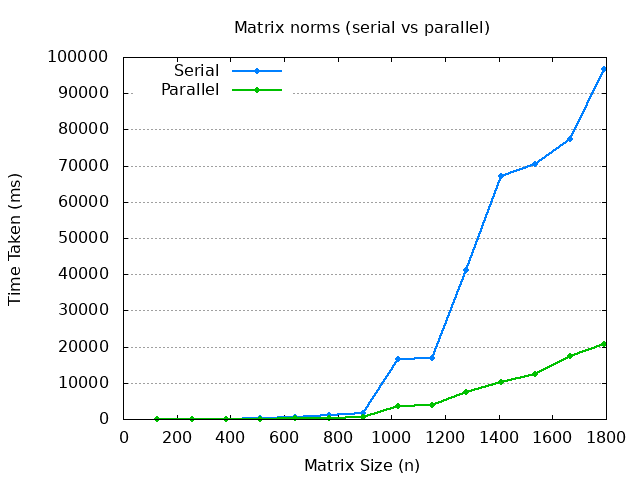 Matrix norms (serial vs parallel)
Serial
Parallel
100000
90000
80000
70000
60000
50000
40000
30000
20000
10000
0
Time Taken (ms)
0 200 400 600 800 1000 1200 1400 1600 1800
Matrix Size (n)